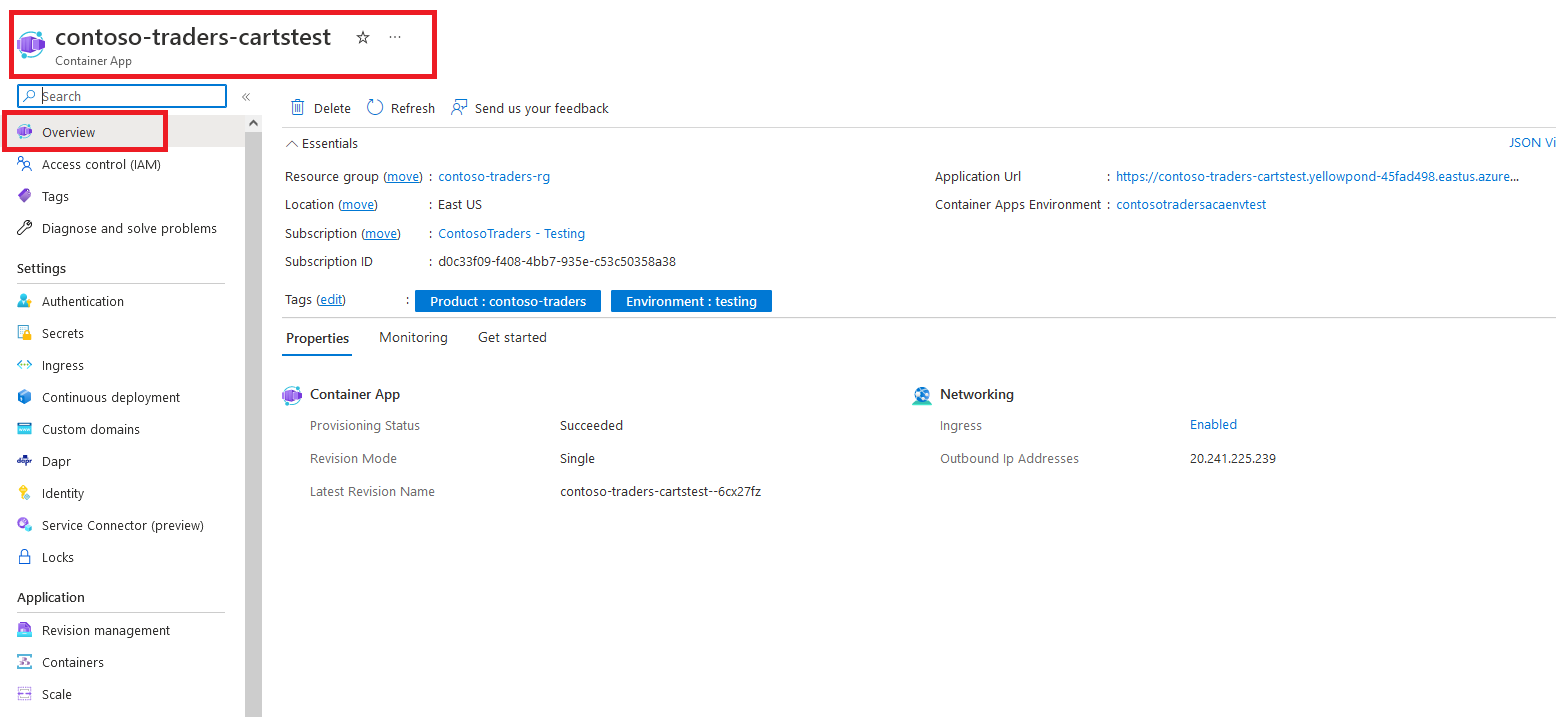 contoso-traders-cartstest ☆ ...
Container App
Search «
Overview
Access control (IAM)
Tags
Diagnose and solve problems
Settings
Authentication
Secrets
Ingress
Continuous deployment
Custom domains
dapr Dapr
Identity
Service Connector (preview)
Locks
Application
Revision management
Containers
Scale
Delete Refresh Send us your feedback
Essentials JSON Vi
Resource group (move) : contoso-traders-rg
Location (move) : East US
Subscription (move) : ContosoTraders - Testing
Subscription ID : d0c33f09-f408-4bb7-935e-c53c50358a38
Application Url : https://contoso-traders-cartstest.yellowpond-45fad498.eastus.azure...
Container Apps Environment : contosotradersacaenvtest
Tags (edit) : Product : contoso-traders Environment : testing
Properties Monitoring Get started
Container App
Provisioning Status Succeeded
Revision Mode Single
Latest Revision Name contoso-traders-cartstest--6cx27fz
Networking
Ingress Enabled
Outbound Ip Addresses 20.241.225.239